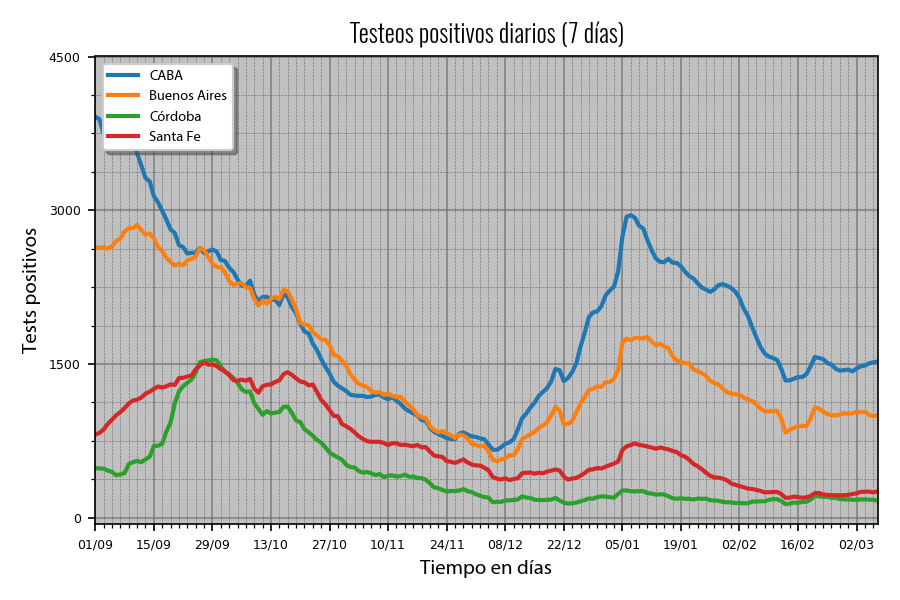 Testeos positivos diarios (7 días)
Tests positivos
4500
3000
1500
0
CABA
Buenos Aires
Córdoba
Santa Fe
01/09 15/09 29/09 13/10 27/10 10/11 24/11 08/12 22/12 05/01 19/01 02/02 16/02 02/03
Tiempo en días